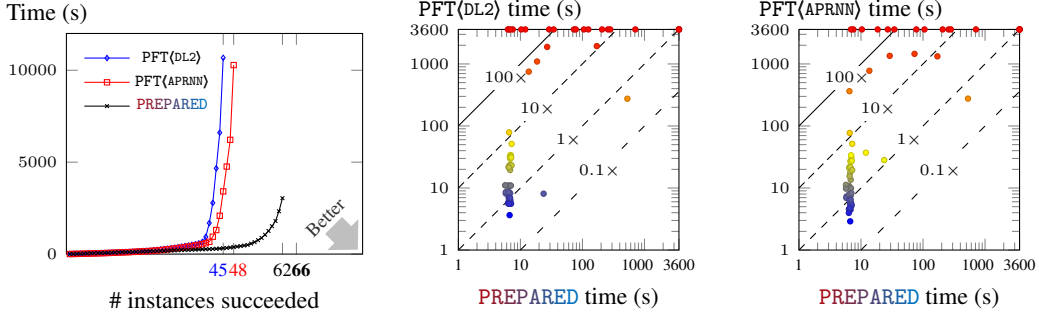 Time (s)
10000
5000
0
PFT⟨DL2⟩
PFT⟨APRNN⟩
PREPARED
Better
45 48 62 66
# instances succeeded
PFT⟨DL2⟩ time (s)
3600
1000
100
10
1
100×
10×
1×
0.1×
1 10 100 1000 3600
PREPARED time (s)
PFT⟨APRNN⟩ time (s)
3600
1000
100
10
1
100×
10×
1×
0.1×
1 10 100 1000 3600
PREPARED time (s)